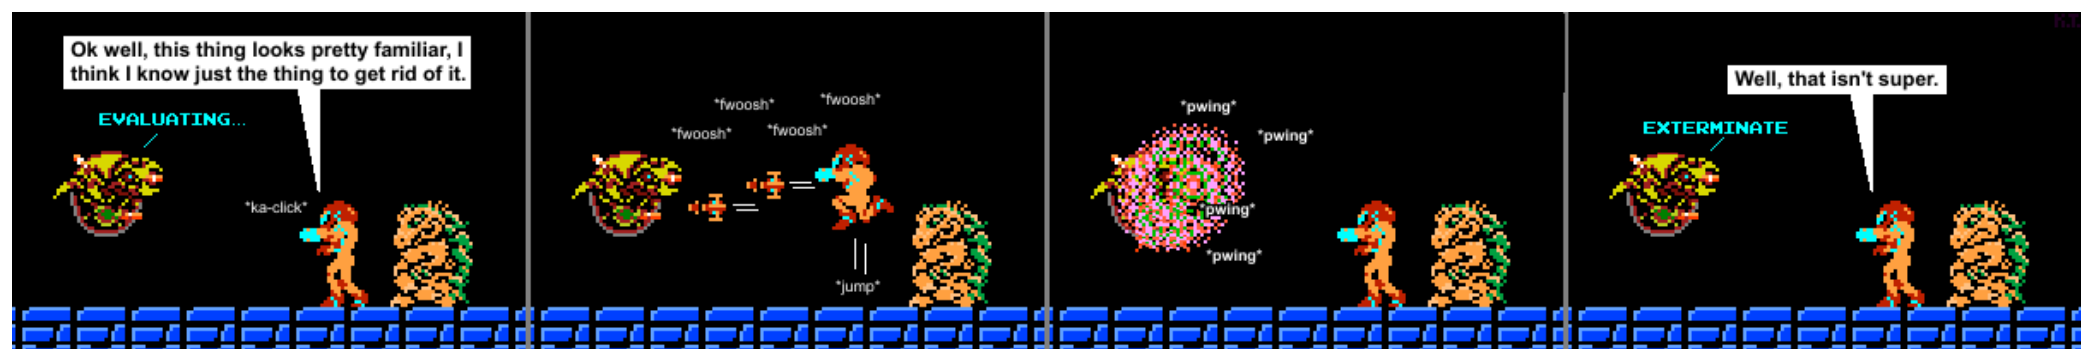 Ok well, this thing looks pretty familiar, I
think I know just the thing to get rid of it.
EVALUATING...
*ka-click*
*fwoosh*
*fwoosh*
*fwoosh*
*fwoosh*
*jump*
*pwing*
*pwing*
*pwing*
*pwing*
Well, that isn't super.
EXTERMINATE